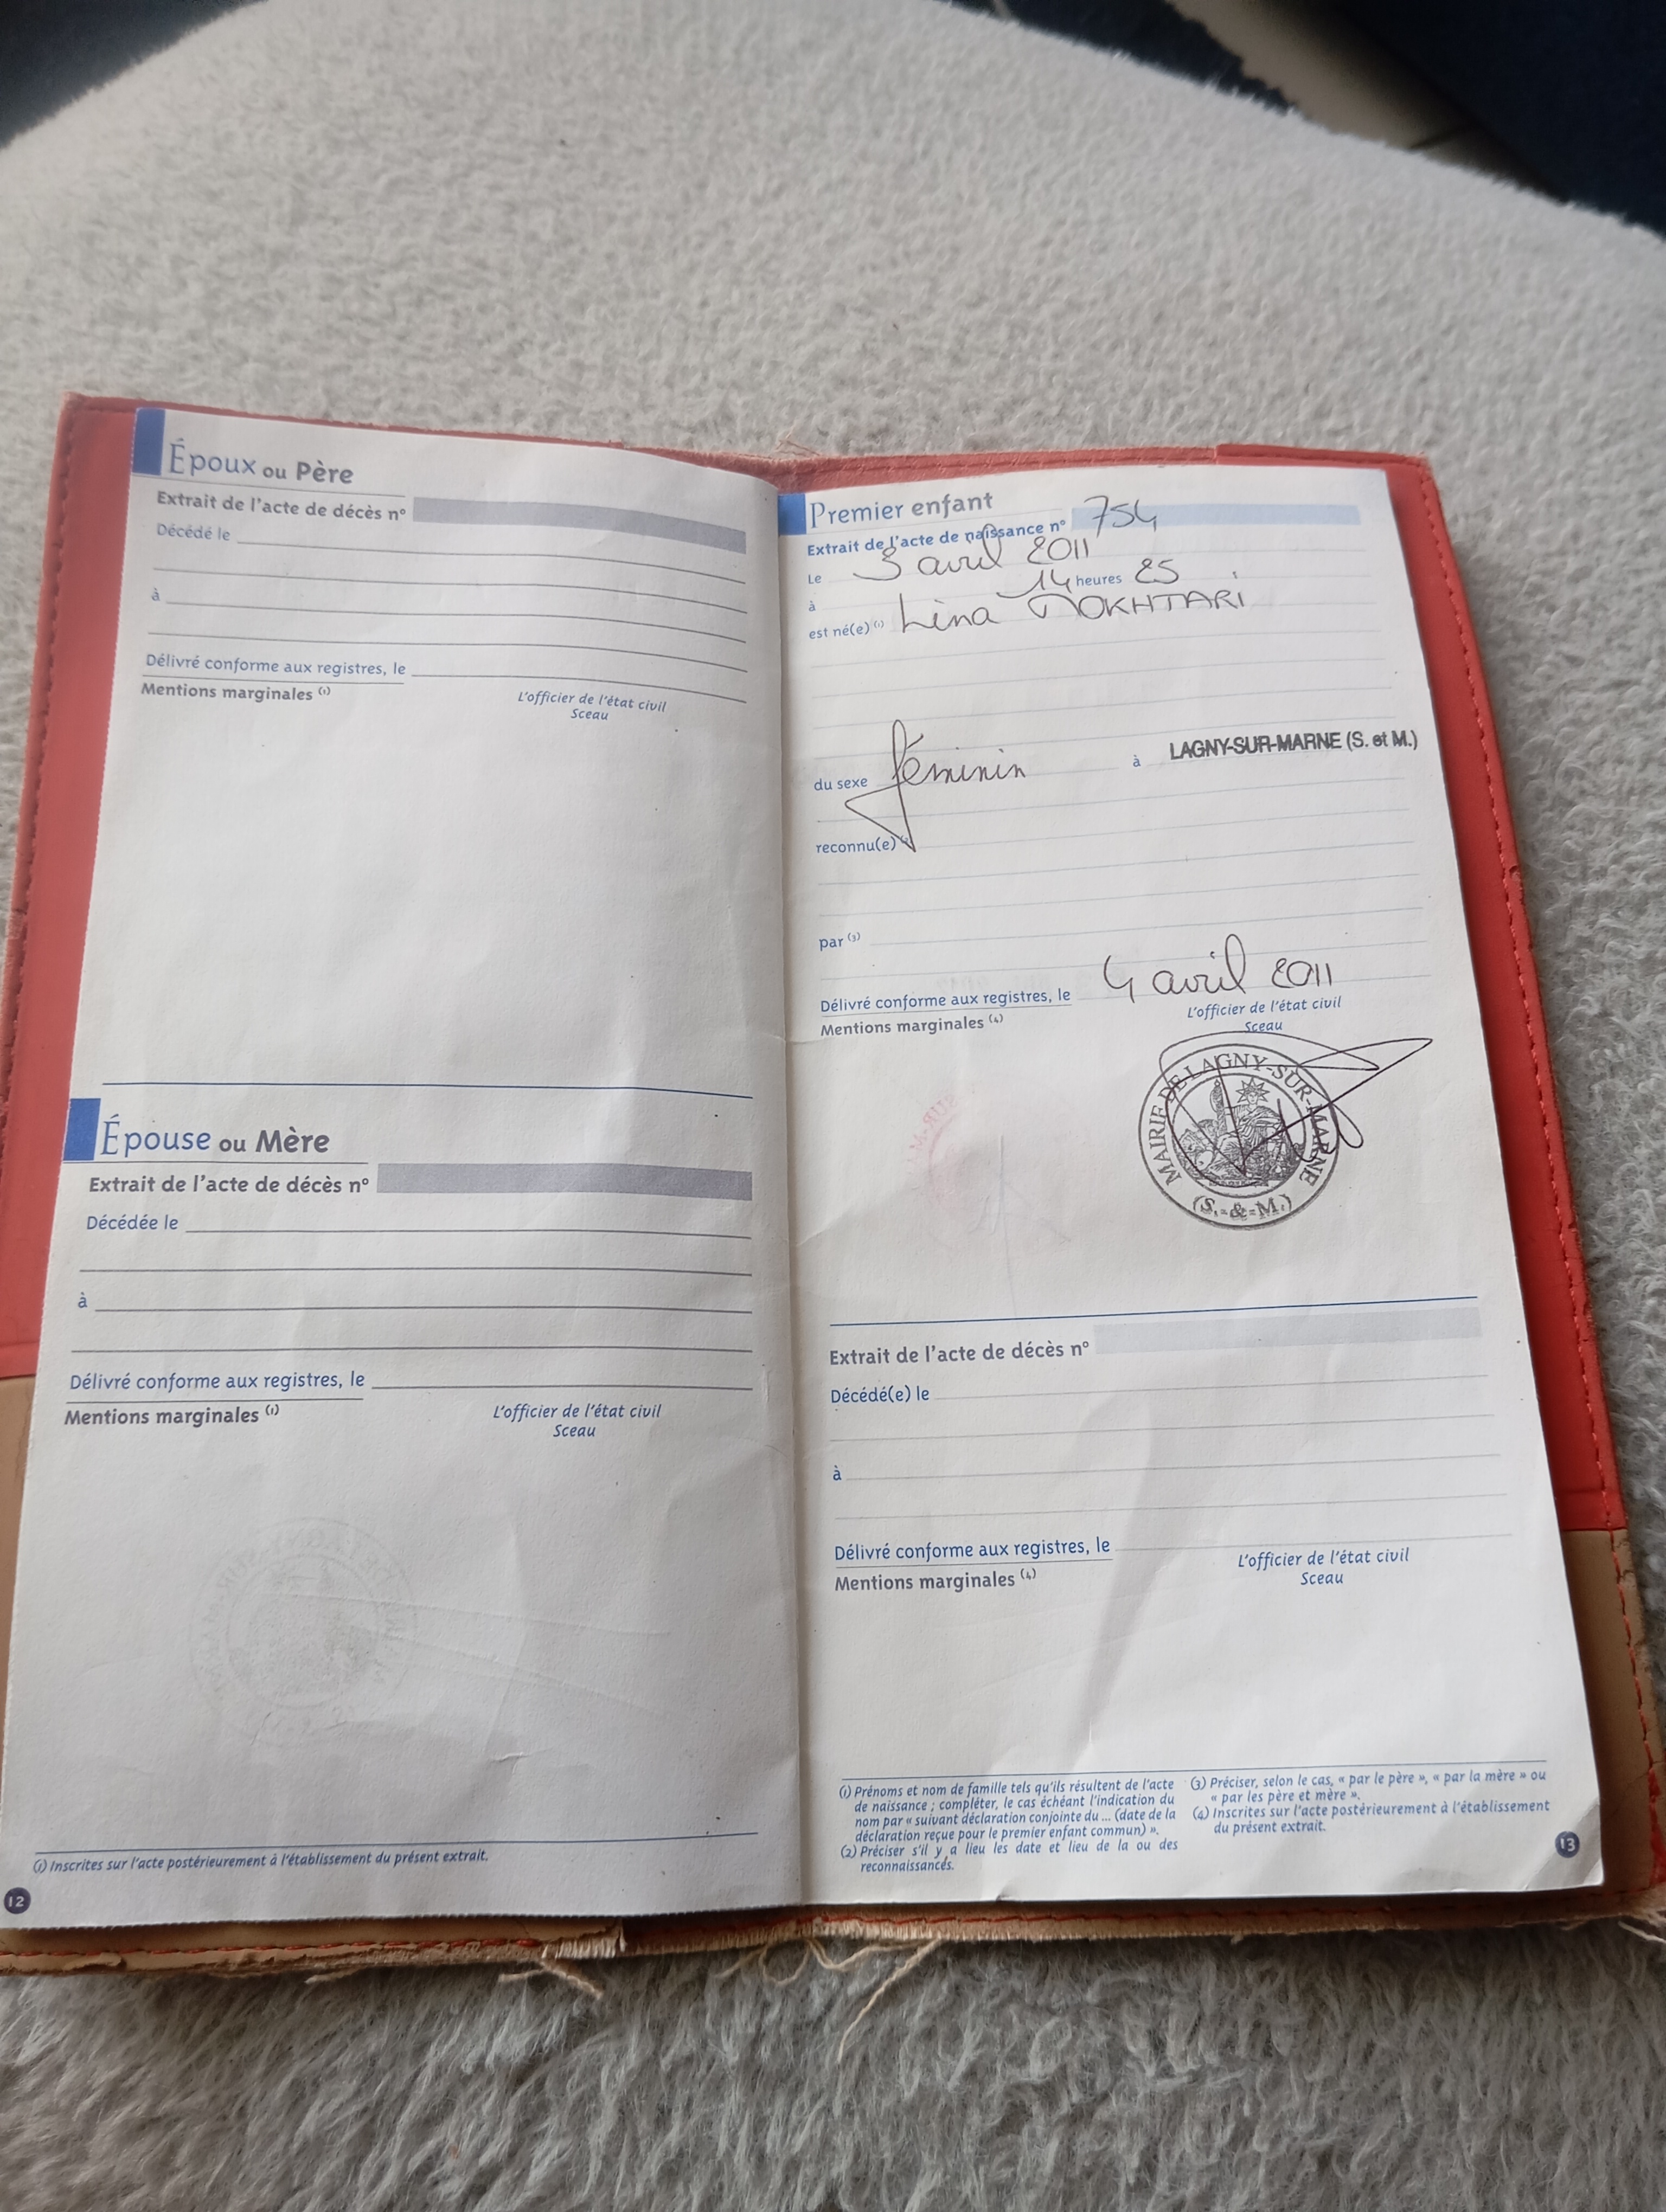 Époux ou Père
Extrait de l'acte de décès n°
Décédé le
à
Délivré conforme aux registres, le
Mentions marginales (1)
L'officier de l'état civil
Sceau
Épouse ou Mère
Extrait de l'acte de décès n°
Décédée le
à
Délivré conforme aux registres, le
Mentions marginales (1)
L'officier de l'état civil
Sceau
(1) Inscrites sur l'acte postérieurement à l'établissement du présent extrait.
12
Premier enfant
Extrait de l'acte de naissance n° 754
Le 3 avril 2011
à 14 heures 25
est né(e) (1) Lina MOKHTARI
du sexe féminin à LAGNY-SUR-MARNE (S. et M.)
reconnu(e)
par (3)
Délivré conforme aux registres, le 4 avril 2011
Mentions marginales (4)
L'officier de l'état civil
Sceau
MAIRIE DE LAGNY-SUR-MARNE
(S.-&-M.)
Extrait de l'acte de décès n°
Décédé(e) le
à
Délivré conforme aux registres, le
Mentions marginales (4)
L'officier de l'état civil
Sceau
(1) Prénoms et nom de famille tels qu'ils résultent de l'acte
de naissance ; compléter, le cas échéant l'indication du
nom par « suivant déclaration conjointe du ... (date de la
déclaration reçue pour le premier enfant commun) ».
(2) Préciser s'il y a lieu les date et lieu de la ou des
reconnaissances.
(3) Préciser, selon le cas, « par le père », « par la mère » ou
« par les père et mère ».
(4) Inscrites sur l'acte postérieurement à l'établissement
du présent extrait.
13